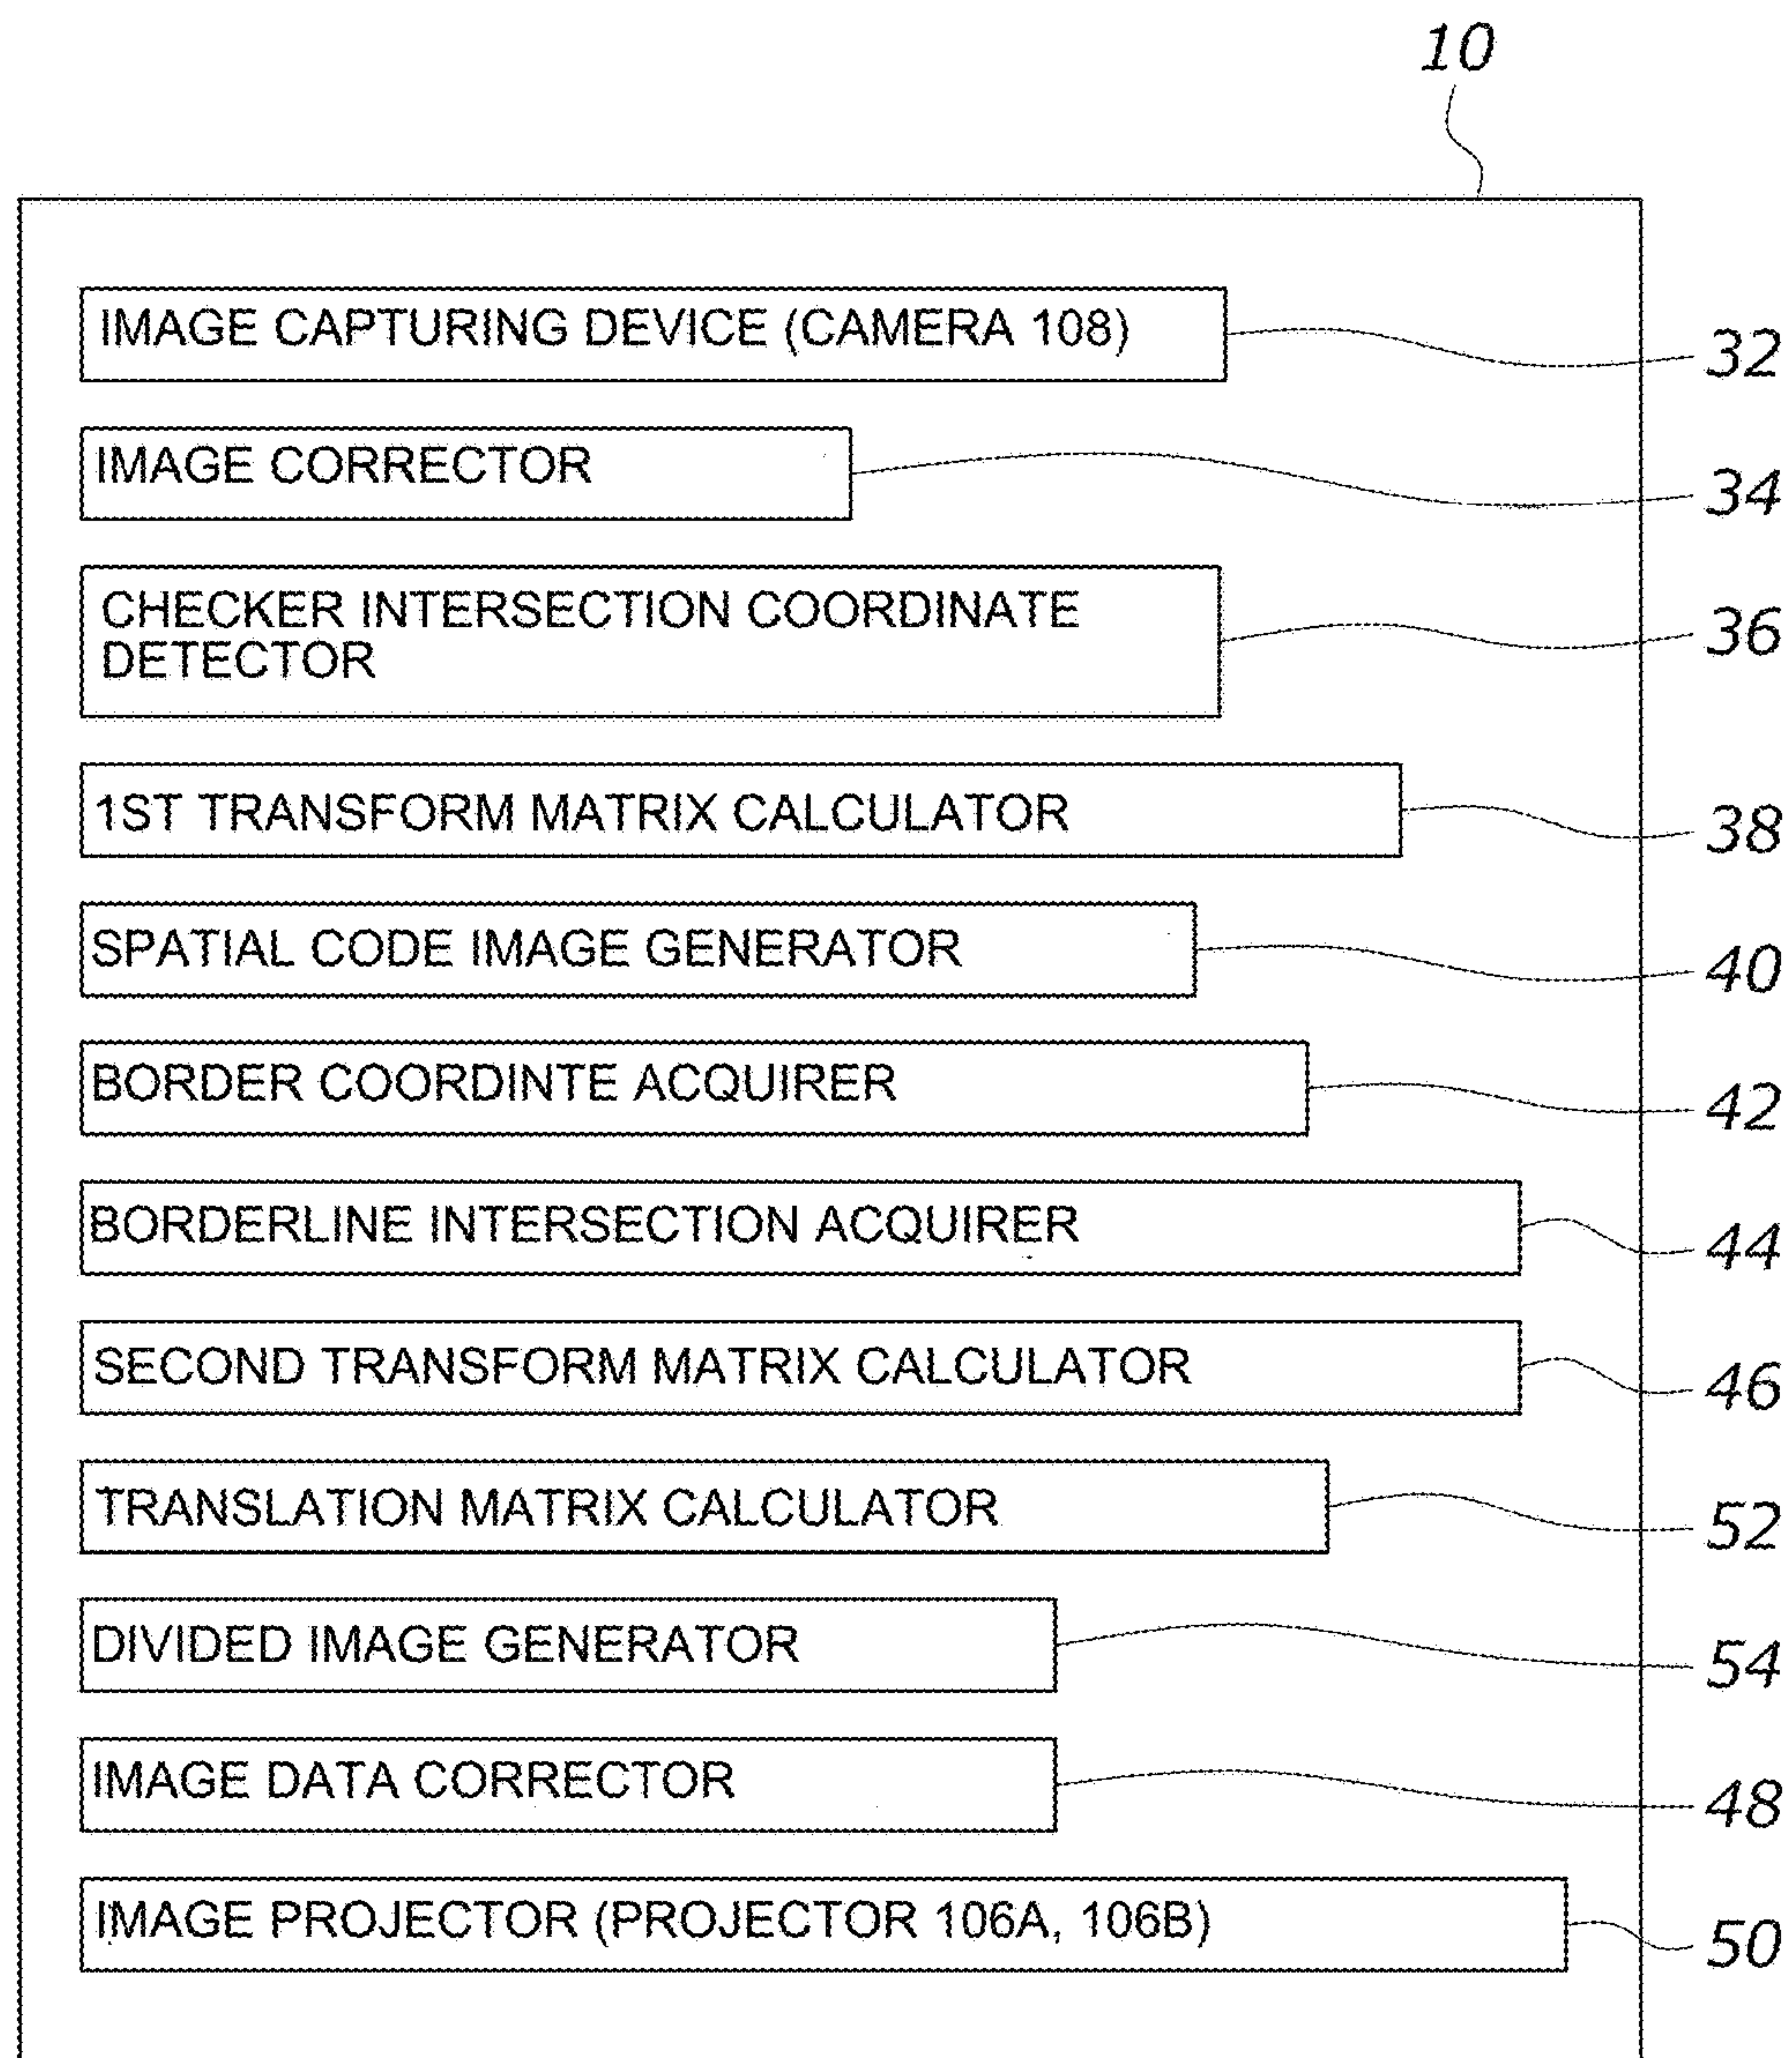 10
IMAGE CAPTURING DEVICE (CAMERA 108)
32
IMAGE CORRECTOR
34
CHECKER INTERSECTION COORDINATE
DETECTOR
36
1ST TRANSFORM MATRIX CALCULATOR
38
SPATIAL CODE IMAGE GENERATOR
40
BORDER COORDINTE ACQUIRER
42
BORDERLINE INTERSECTION ACQUIRER
44
SECOND TRANSFORM MATRIX CALCULATOR
46
TRANSLATION MATRIX CALCULATOR
52
DIVIDED IMAGE GENERATOR
54
IMAGE DATA CORRECTOR
48
IMAGE PROJECTOR (PROJECTOR 106A, 106B)
50